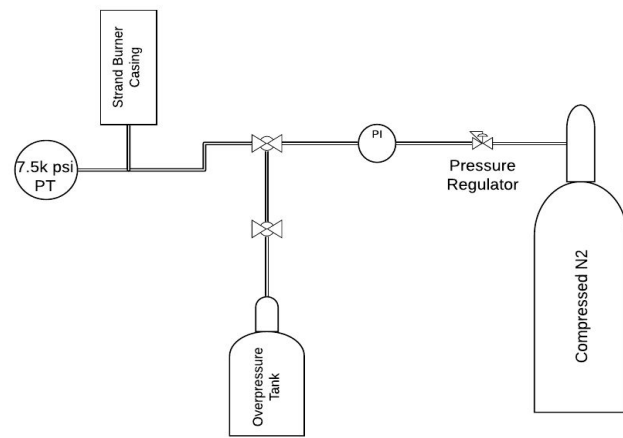 Strand Burner
Casing
7.5k psi
PT
PI
Pressure
Regulator
Compressed N2
Overpressure
Tank